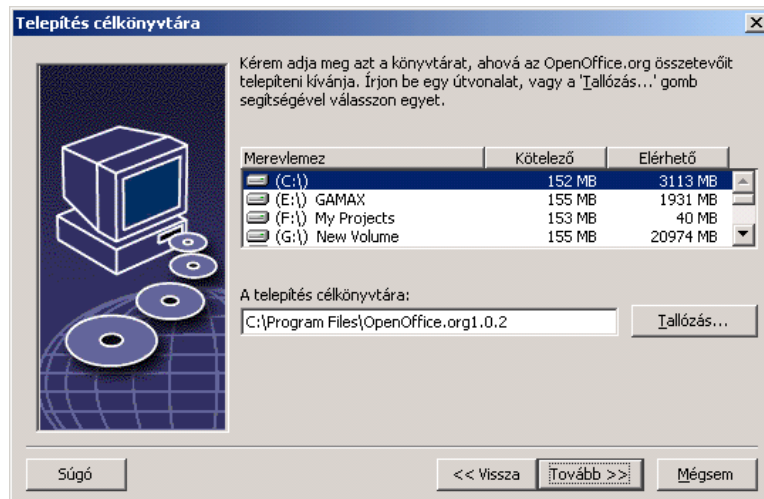 Telepítés célkönyvtára
Kérem adja meg azt a könyvtárat, ahová az OpenOffice.org összetevőit
telepíteni kívánja. Írjon be egy útvonalat, vagy a 'Tallózás...' gomb
segítségével válasszon egyet.
Merevlemez Kötelező Elérhető
(C:\) 152 MB 3113 MB
(E:\) GAMAX 155 MB 1931 MB
(F:\) My Projects 153 MB 40 MB
(G:\) New Volume 155 MB 20974 MB
A telepítés célkönyvtára:
C:\Program Files\OpenOffice.org1.0.2 Tallózás...
Súgó << Vissza Tovább >> Mégsem